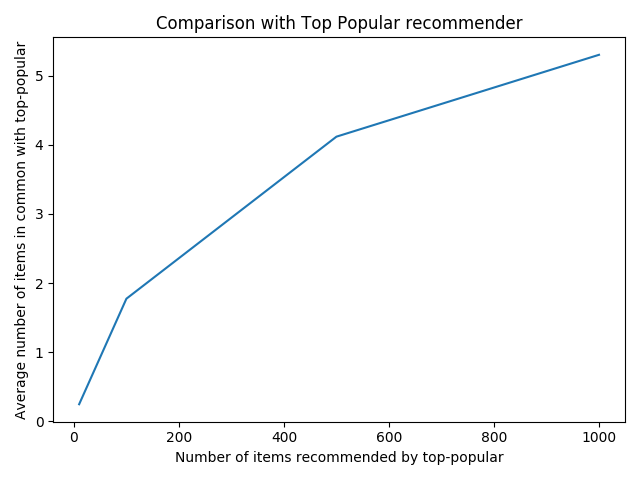 Comparison with Top Popular recommender
Average number of items in common with top-popular
5
4
3
2
1
0
0 200 400 600 800 1000
Number of items recommended by top-popular